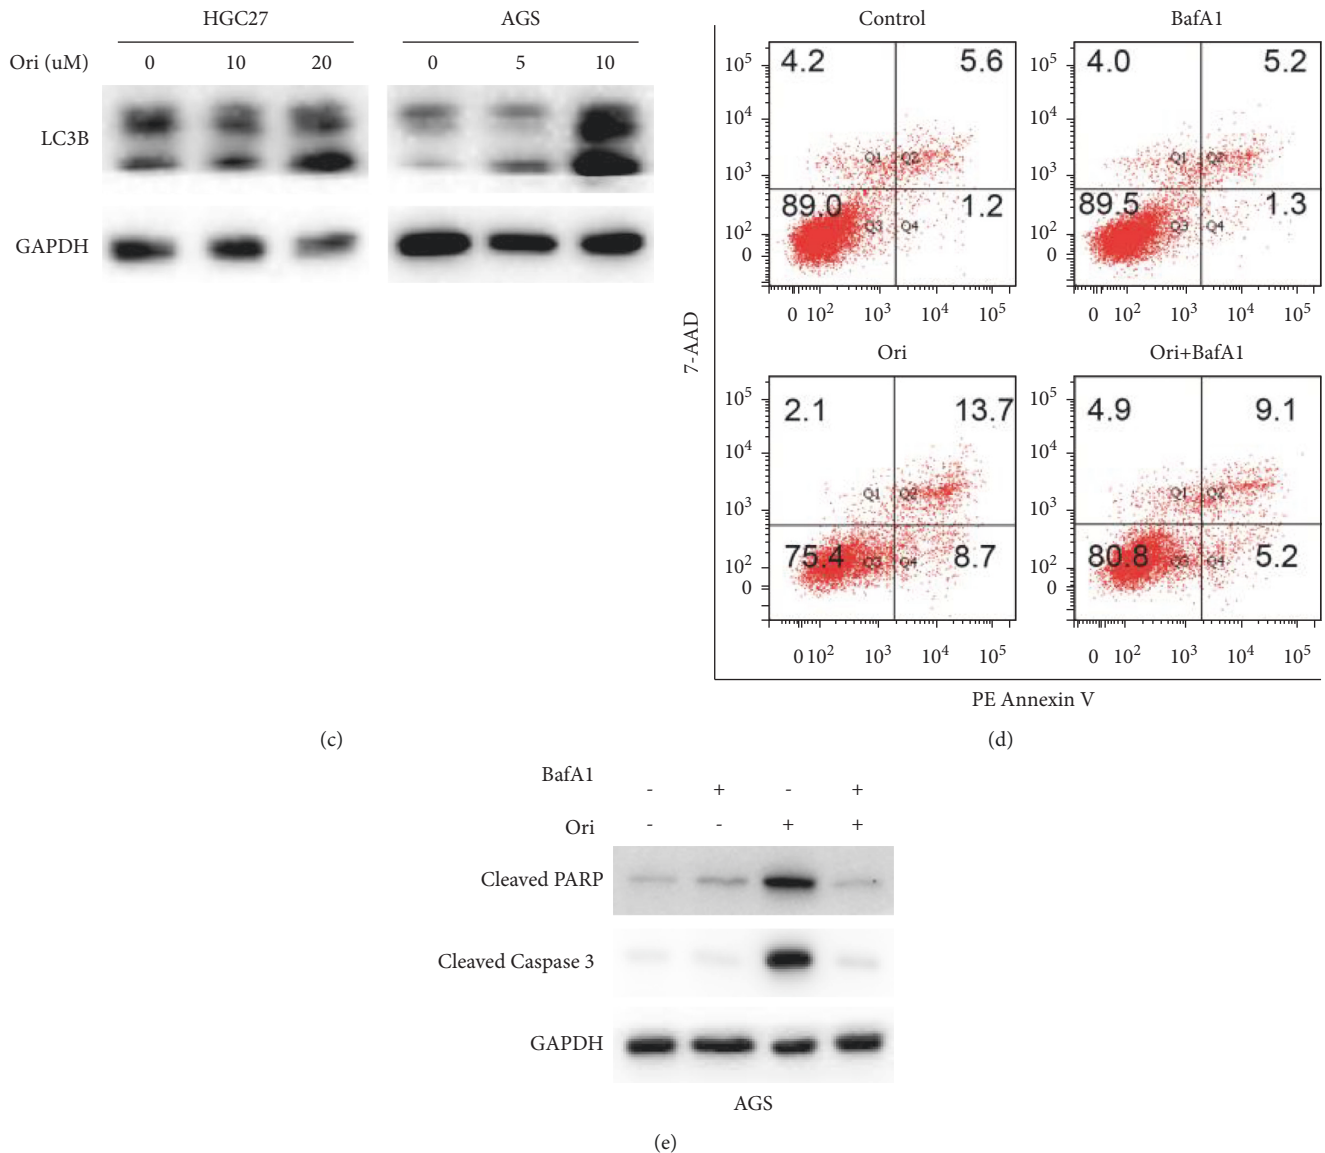 HGC27 AGS
Ori (uM) 0 10 20 0 5 10
LC3B
GAPDH
(c)
Control BafA1
10⁵ 4.2 5.6 10⁵ 4.0 5.2
10⁴ 10⁴
10³ Q1 Q2 10³ Q1 Q2
89.0 1.2 89.5 1.3
10² Q3 Q4 10² Q3 Q4
0 0
0 10² 10³ 10⁴ 10⁵ 0 10² 10³ 10⁴ 10⁵
7-AAD
Ori Ori+BafA1
10⁵ 2.1 13.7 10⁵ 4.9 9.1
10⁴ 10⁴
10³ Q1 Q2 10³ Q1 Q2
10² 75.4 Q3 Q4 8.7 10² 80.8 Q3 Q4 5.2
0 0
0 10² 10³ 10⁴ 10⁵ 0 10² 10³ 10⁴ 10⁵
PE Annexin V
(d)
BafA1 - + - +
Ori - - + +
Cleaved PARP
Cleaved Caspase 3
GAPDH
AGS
(e)